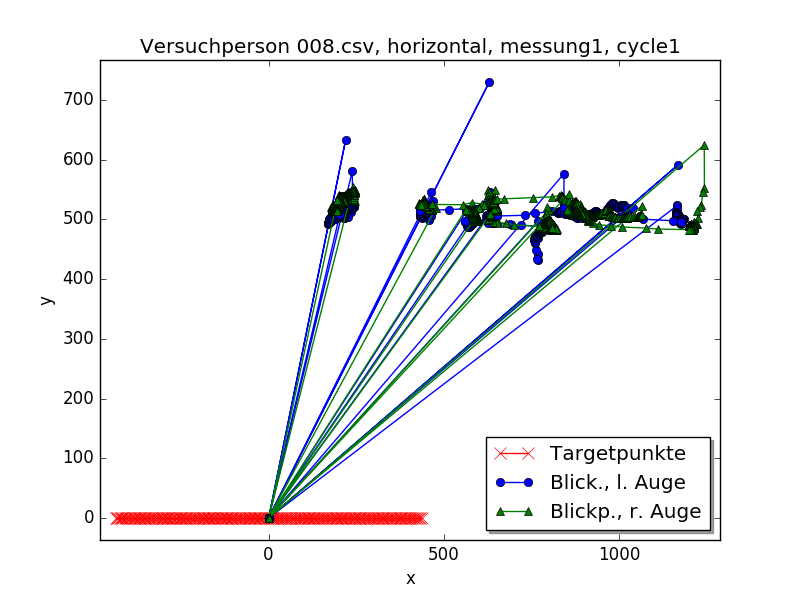 Versuchperson 008.csv, horizontal, messung1, cycle1
700
600
500
400
300
200
100
0
y
0 500 1000
x
Targetpunkte
Blick., l. Auge
Blickp., r. Auge